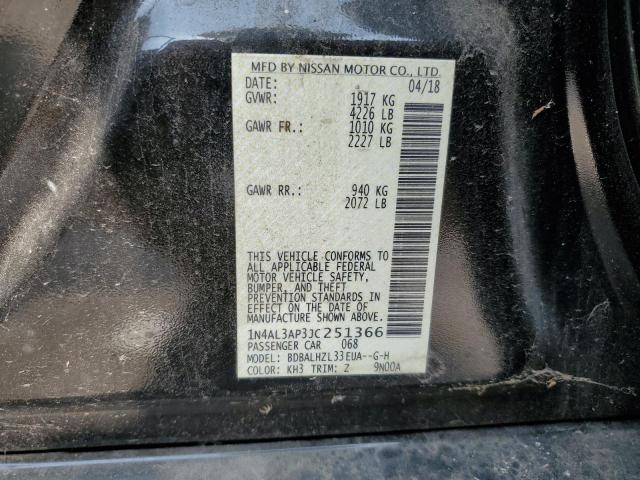 MFD BY NISSAN MOTOR CO., LTD.
DATE: 04/18
GVWR: 1917 KG
4226 LB
GAWR FR.: 1010 KG
2227 LB
GAWR RR.: 940 KG
2072 LB
THIS VEHICLE CONFORMS TO
ALL APPLICABLE FEDERAL
MOTOR VEHICLE SAFETY,
BUMPER, AND THEFT
PREVENTION STANDARDS
IN EFFECT ON THE DATE OF
MANUFACTURE SHOWN ABOVE.
1N4AL3AP3JC251366
PASSENGER CAR 068
MODEL: BDBALHZL33EUA--G-H
COLOR: KH3 TRIM: Z 9N00A